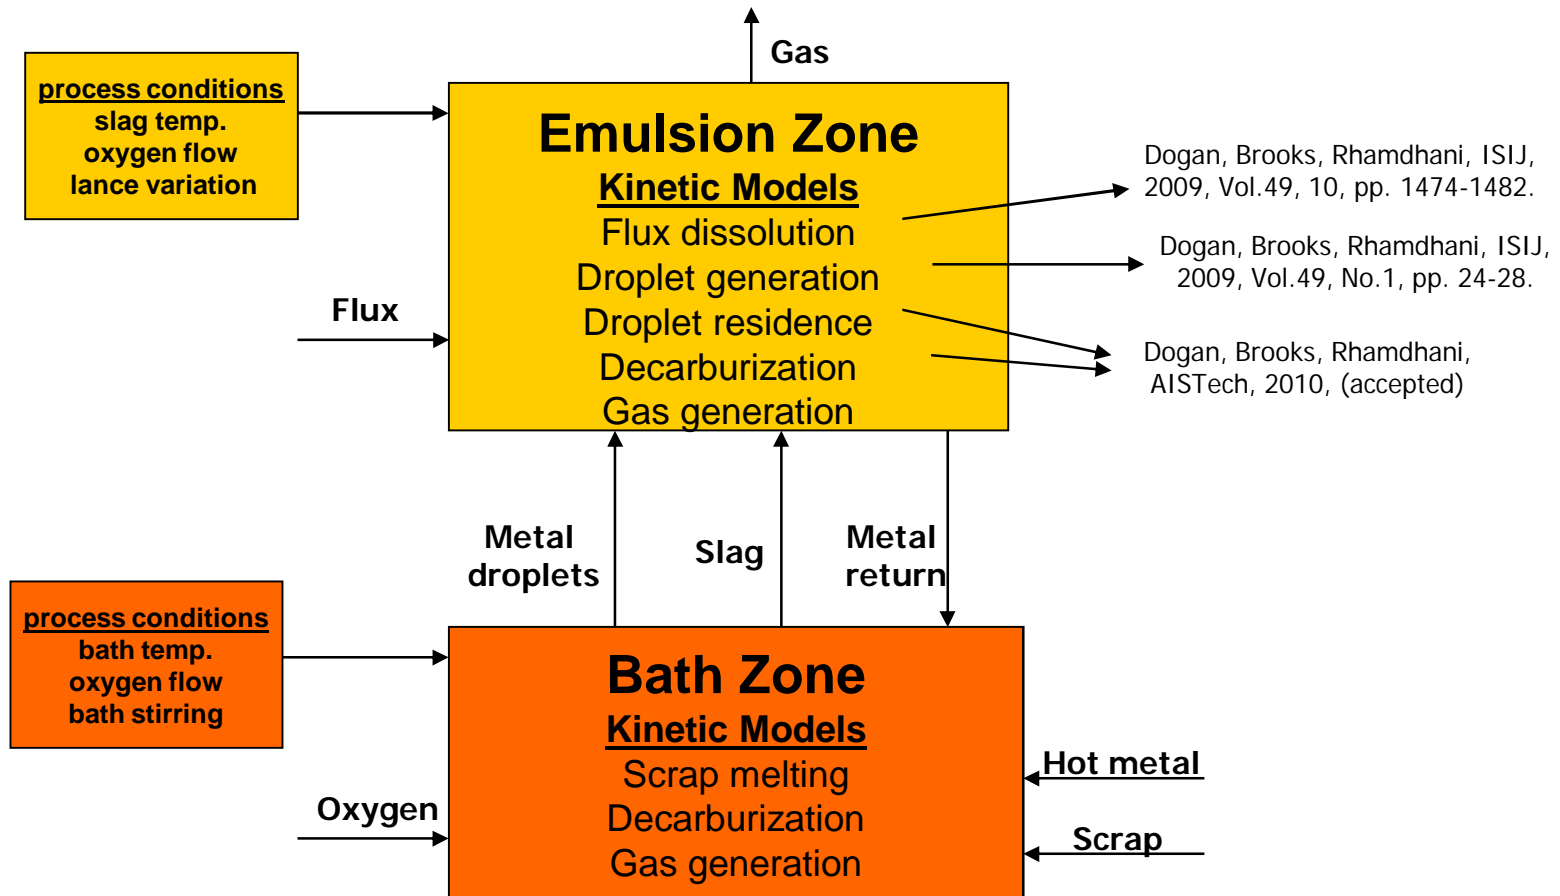 Gas
process conditions
slag temp.
oxygen flow
lance variation
Emulsion Zone
Kinetic Models
Flux dissolution
Droplet generation
Droplet residence
Decarburization
Gas generation
Dogan, Brooks, Rhamdhani, ISIJ,
2009, Vol.49, 10, pp. 1474-1482.
Dogan, Brooks, Rhamdhani, ISIJ,
2009, Vol.49, No.1, pp. 24-28.
Dogan, Brooks, Rhamdhani,
AISTech, 2010, (accepted)
Flux
Metal
droplets
Slag
Metal
return
process conditions
bath temp.
oxygen flow
bath stirring
Bath Zone
Kinetic Models
Scrap melting
Decarburization
Gas generation
Oxygen
Hot metal
Scrap